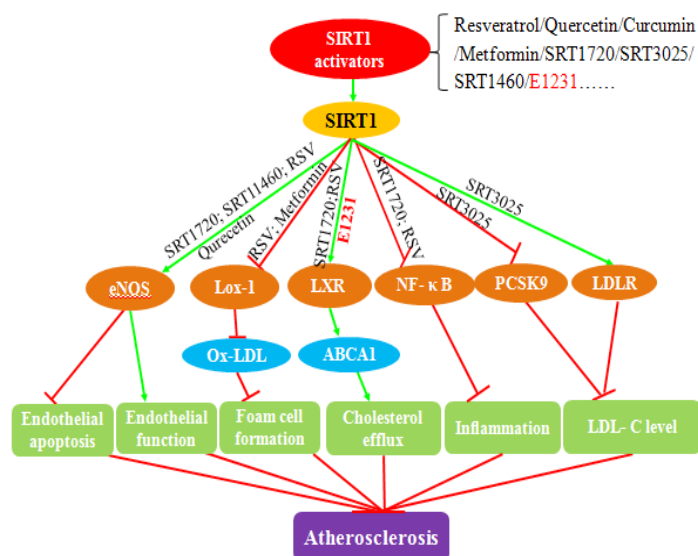 SIRT1
activators
Resveratrol/Quercetin/Curcumin
/Metformin/SRT1720/SRT3025/
SRT1460/E1231......
SIRT1
SRT1720; SRT11460; RSV
Qurecetin
RSV; Metformin
SRT1720;RSV
E1231
SRT1720; RSV
SRT3025
SRT3025
eNOS
Lox-1
LXR
NF- κ B
PCSK9
LDLR
Ox-LDL
ABCA1
Endothelial
apoptosis
Endothelial
function
Foam cell
formation
Cholesterol
efflux
Inflammation
LDL- C level
Atherosclerosis